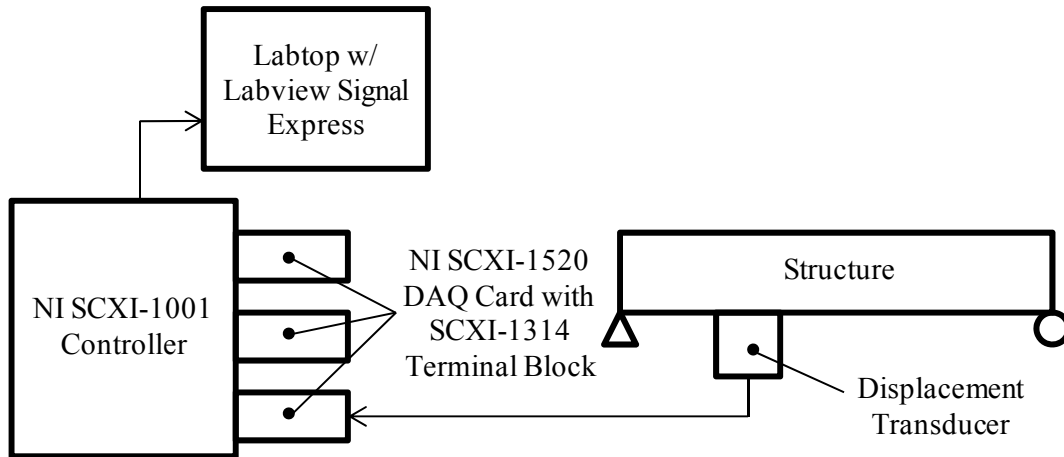 Labtop w/
Labview Signal
Express
NI SCXI-1001
Controller
NI SCXI-1520
DAQ Card with
SCXI-1314
Terminal Block
Structure
Displacement
Transducer